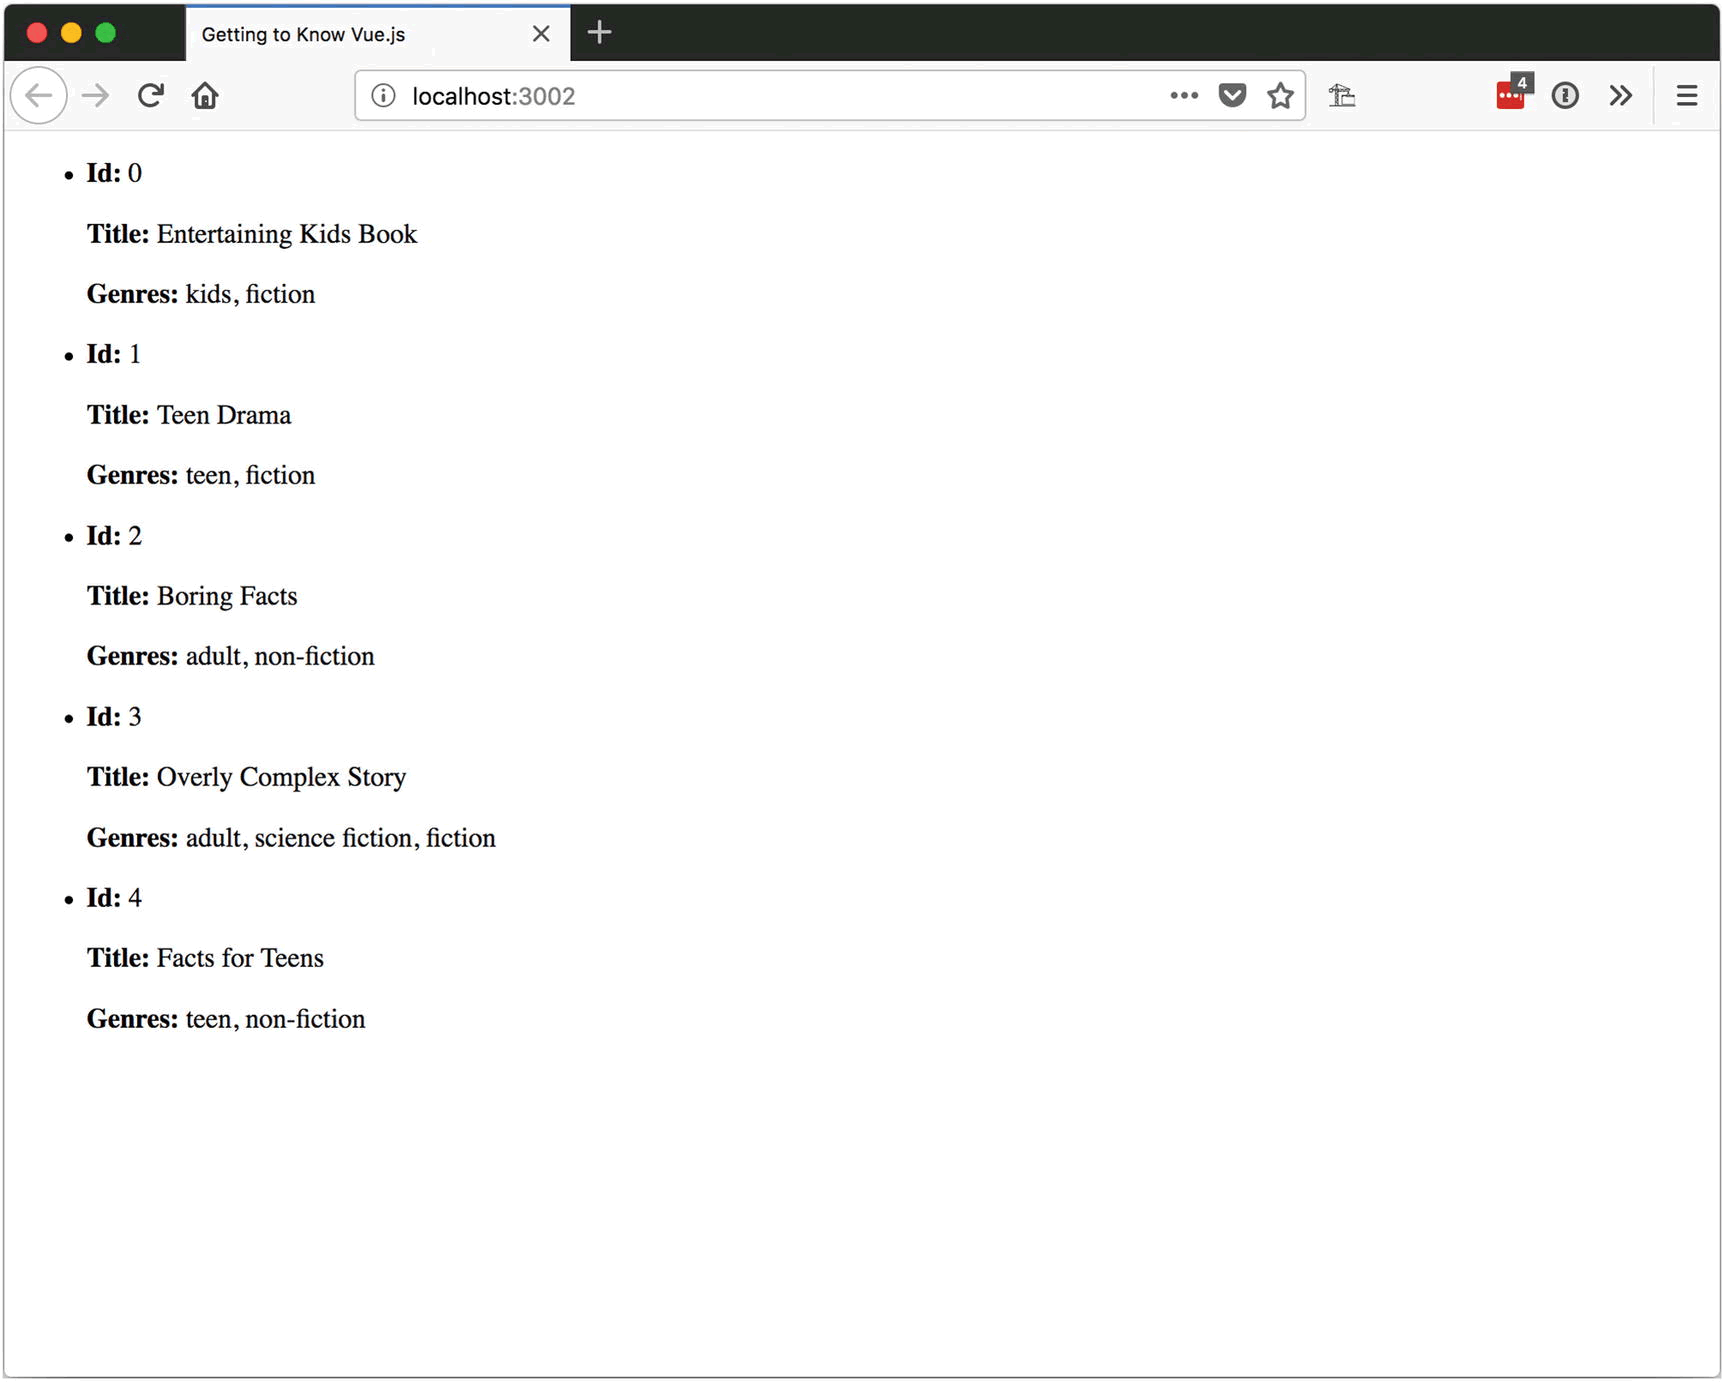 Getting to Know Vue.js
localhost:3002
4
• Id: 0
Title: Entertaining Kids Book
Genres: kids, fiction
• Id: 1
Title: Teen Drama
Genres: teen, fiction
• Id: 2
Title: Boring Facts
Genres: adult, non-fiction
• Id: 3
Title: Overly Complex Story
Genres: adult, science fiction, fiction
• Id: 4
Title: Facts for Teens
Genres: teen, non-fiction